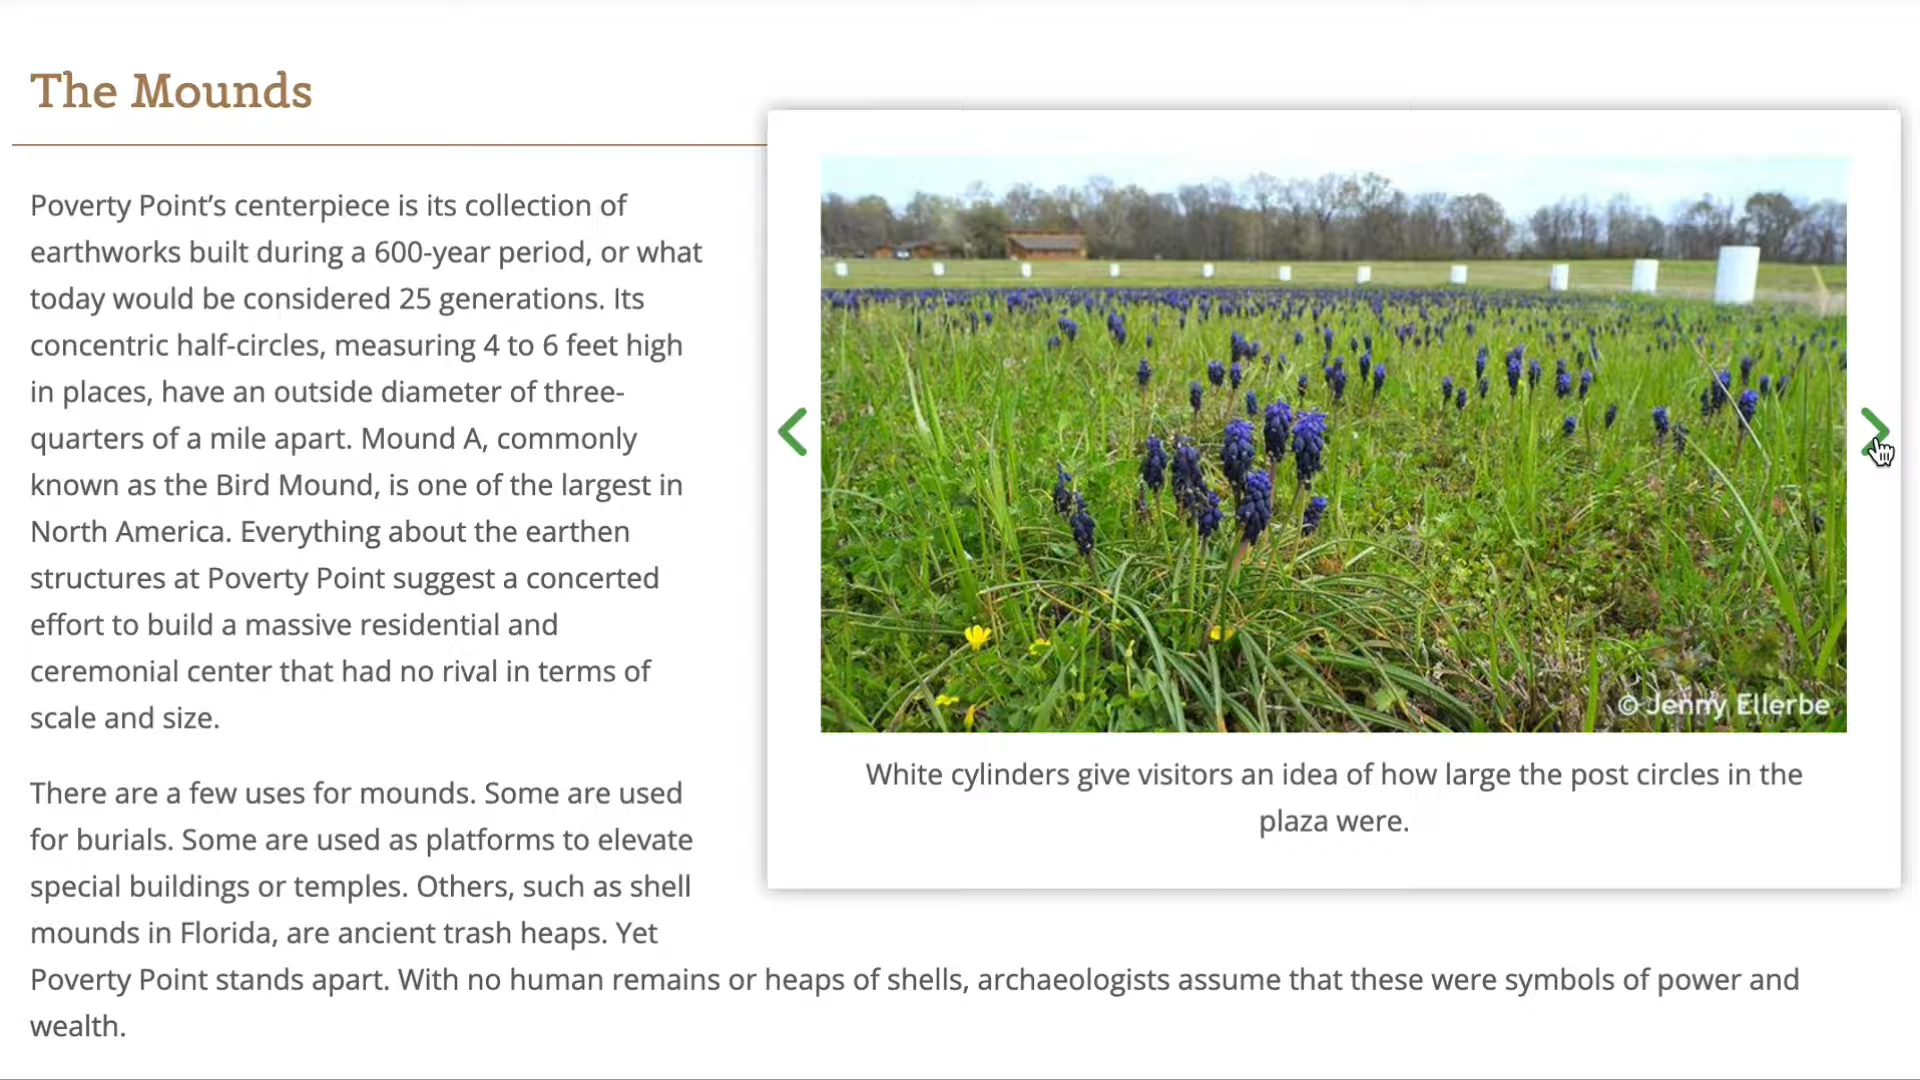 The Mounds
Poverty Point’s centerpiece is its collection of
earthworks built during a 600-year period, or what
today would be considered 25 generations. Its
concentric half-circles, measuring 4 to 6 feet high
in places, have an outside diameter of three-
quarters of a mile apart. Mound A, commonly
known as the Bird Mound, is one of the largest in
North America. Everything about the earthen
structures at Poverty Point suggest a concerted
effort to build a massive residential and
ceremonial center that had no rival in terms of
scale and size.
There are a few uses for mounds. Some are used
for burials. Some are used as platforms to elevate
special buildings or temples. Others, such as shell
mounds in Florida, are ancient trash heaps. Yet
Poverty Point stands apart. With no human remains or heaps of shells, archaeologists assume that these were symbols of power and
wealth.
© Jenny Ellerbe
White cylinders give visitors an idea of how large the post circles in the
plaza were.